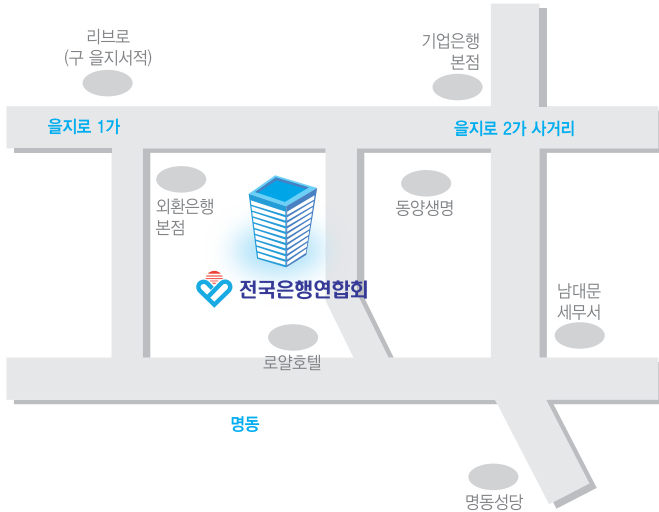 리브로
(구 을지서적)
기업은행
본점
을지로 1가
을지로 2가 사거리
외환은행
본점
동양생명
전국은행연합회
남대문
세무서
로얄호텔
명동
명동성당